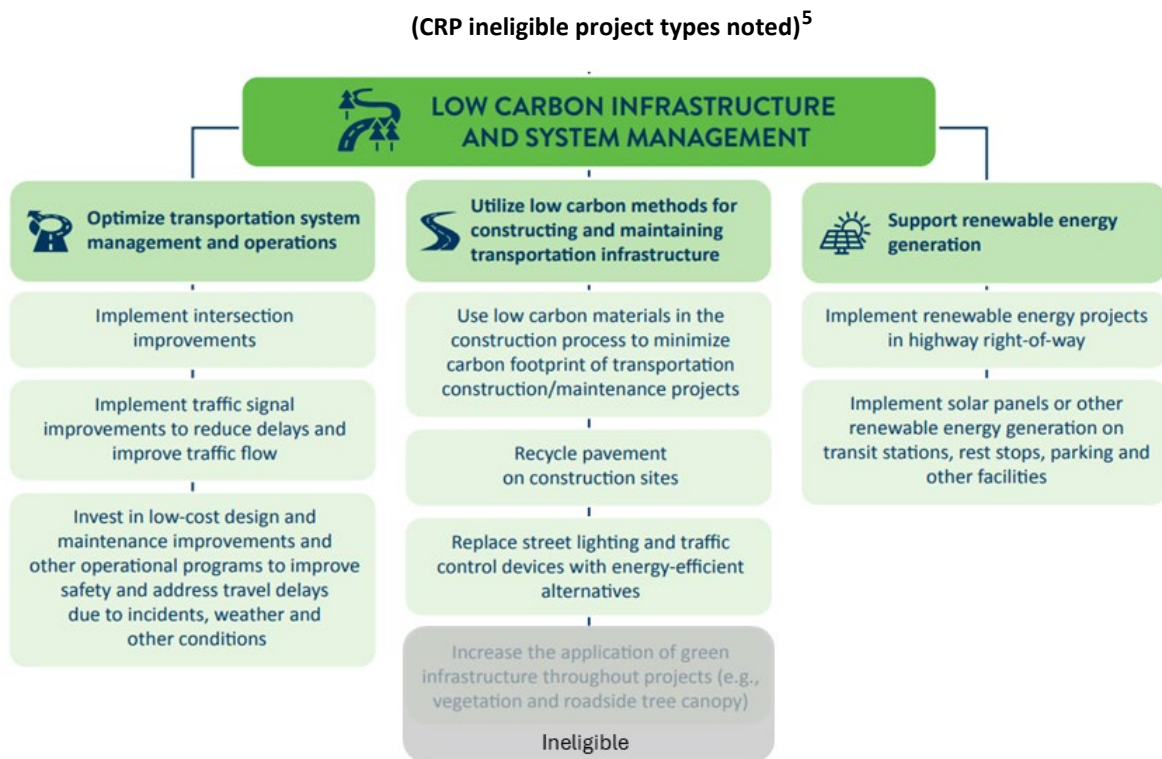 (CRP ineligible project types noted)5
LOW CARBON INFRASTRUCTURE
AND SYSTEM MANAGEMENT
Optimize transportation system
management and operations
Implement intersection
improvements
Implement traffic signal
improvements to reduce delays and
improve traffic flow
Invest in low-cost design and
maintenance improvements and
other operational programs to improve
safety and address travel delays
due to incidents, weather and
other conditions
Utilize low carbon methods for
constructing and maintaining
transportation infrastructure
Use low carbon materials in the
construction process to minimize
carbon footprint of transportation
construction/maintenance projects
Recycle pavement
on construction sites
Replace street lighting and traffic
control devices with energy-efficient
alternatives
Increase the application of green
infrastructure throughout projects (e.g.,
vegetation and roadside tree canopy)
Ineligible
Support renewable energy
generation
Implement renewable energy projects
in highway right-of-way
Implement solar panels or other
renewable energy generation on
transit stations, rest stops, parking and
other facilities